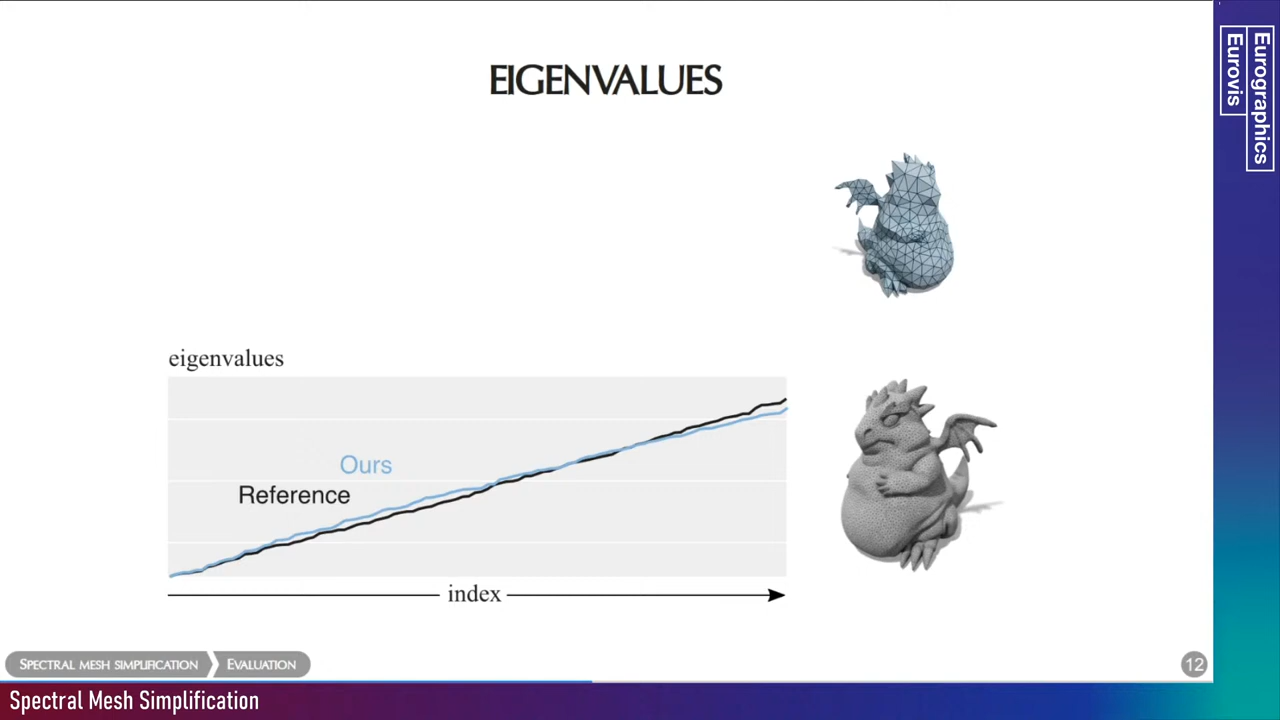 EIGENVALUES
Eurographics
Eurovis
eigenvalues
Ours
Reference
index
SPECTRAL MESH SIMPLIFICATION
EVALUATION
12
Spectral Mesh Simplification